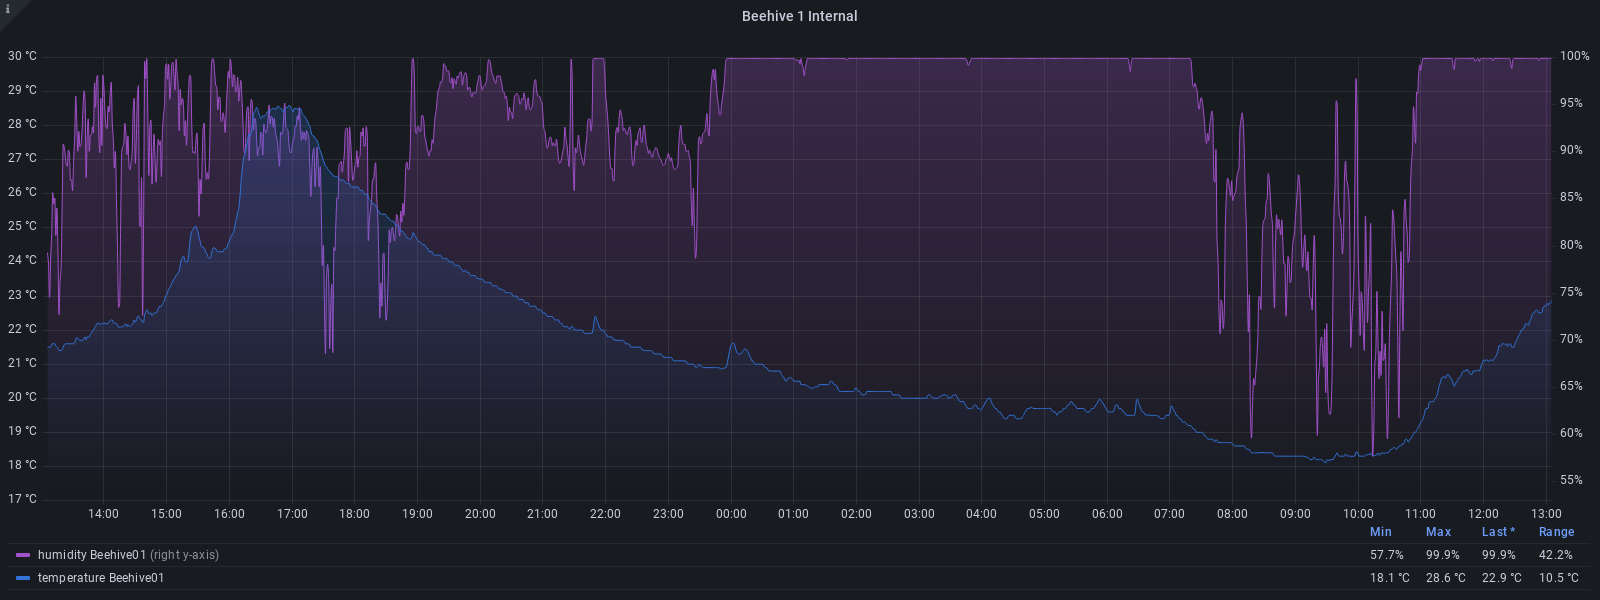 i
Beehive 1 Internal
30 °C 100%
29 °C 95%
28 °C 90%
27 °C 85%
26 °C 80%
25 °C 75%
24 °C 70%
23 °C 65%
22 °C 60%
21 °C 55%
20 °C
19 °C
18 °C
17 °C
14:00 15:00 16:00 17:00 18:00 19:00 20:00 21:00 22:00 23:00 00:00 01:00 02:00 03:00 04:00 05:00 06:00 07:00 08:00 09:00 10:00 11:00 12:00 13:00
Min Max Last * Range
humidity Beehive01 (right y-axis) 57.7% 99.9% 99.9% 42.2%
temperature Beehive01 18.1 °C 28.6 °C 22.9 °C 10.5 °C